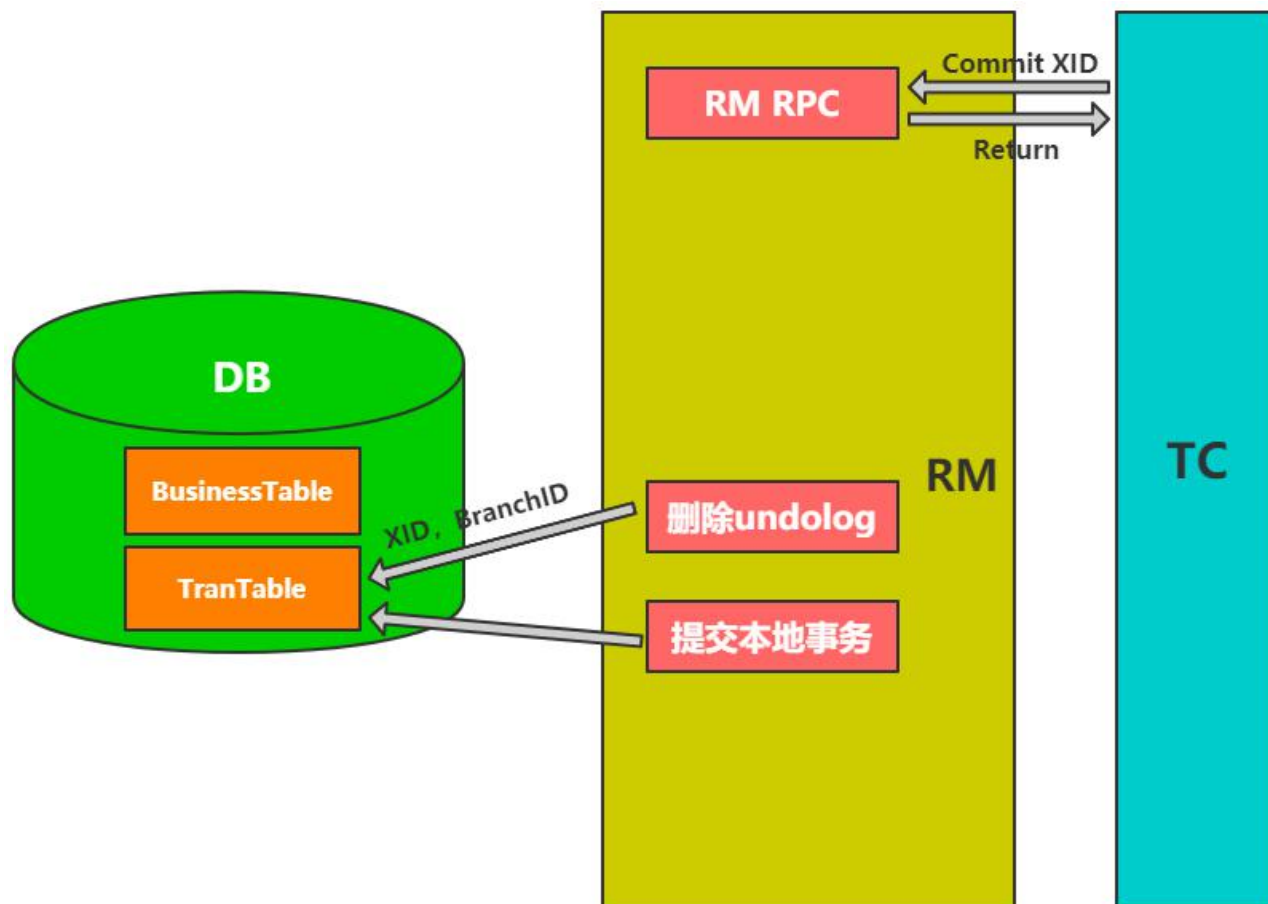 Commit XID
RM RPC
Return
DB
BusinessTable
TranTable
XID，BranchID
RM
TC
删除undolog
提交本地事务